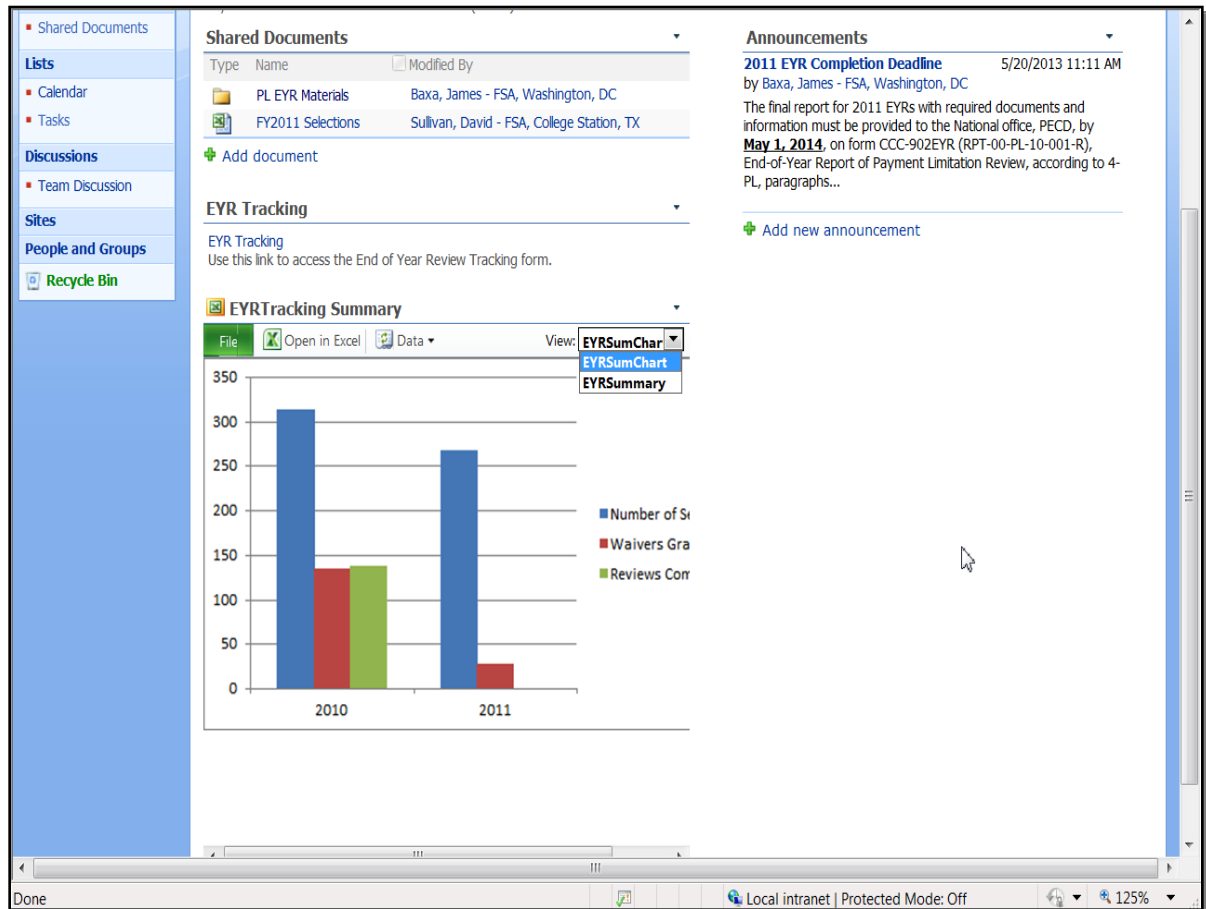 Shared Documents
Lists
Calendar
Tasks
Discussions
Team Discussion
Sites
People and Groups
Recycle Bin
Shared Documents
Type Name Modified By
PL EYR Materials Baxa, James - FSA, Washington, DC
FY2011 Selections Sullivan, David - FSA, College Station, TX
Add document
EYR Tracking
EYR Tracking
Use this link to access the End of Year Review Tracking form.
EYRTracking Summary
File Open in Excel Data View: EYRSumChar
EYRSumChart
EYRSummary
350
300
250
200
150
100
50
0
2010 2011
Number of Se
Waivers Gra
Reviews Com
Announcements
2011 EYR Completion Deadline 5/20/2013 11:11 AM
by Baxa, James - FSA, Washington, DC
The final report for 2011 EYRs with required documents and
information must be provided to the National office, PECD, by
May 1, 2014, on form CCC-902EYR (RPT-00-PL-10-001-R),
End-of-Year Report of Payment Limitation Review, according to 4-
PL, paragraphs...
Add new announcement
Done Local intranet | Protected Mode: Off 125%